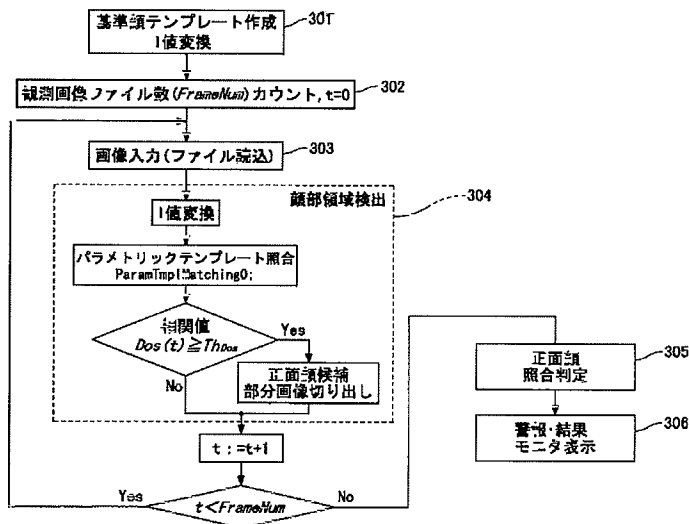 基準顔テンプレート作成
I値変換
301
観測画像ファイル数(FrameNum)カウント, t=0
302
画像入力(ファイル読込)
303
顔部領域検出
304
I値変換
パラメトリックテンプレート照合
ParamTmplMatching();
相関値
Dos(t)≧ThDos
Yes
No
正面顔候補
部分画像切り出し
t:=t+1
t<FrameNum
Yes
No
正面顔
照合判定
305
警報・結果
モニタ表示
306